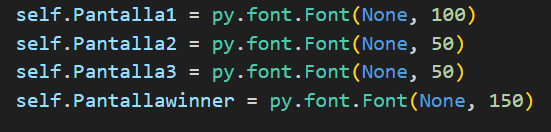 self.Pantalla1 = py.font.Font(None, 100)
self.Pantalla2 = py.font.Font(None, 50)
self.Pantalla3 = py.font.Font(None, 50)
self.Pantallawinner = py.font.Font(None, 150)